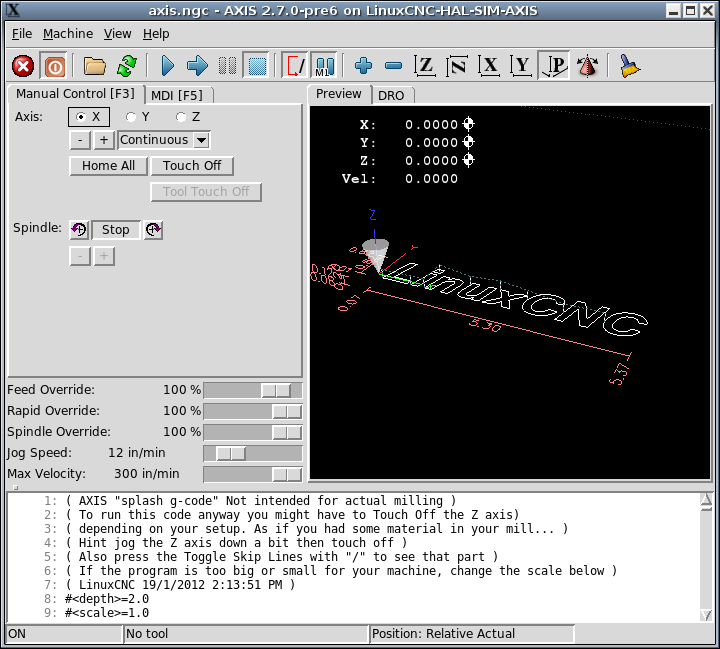 axis.ngc - AXIS 2.7.0-pre6 on LinuxCNC-HAL-SIM-AXIS
File Machine View Help
M1 Z N X Y P
Manual Control [F3] MDI [F5]
Axis: X Y Z
- + Continuous
Home All Touch Off
Tool Touch Off
Spindle: Stop
- +
Feed Override: 100 %
Rapid Override: 100 %
Spindle Override: 100 %
Jog Speed: 12 in/min
Max Velocity: 300 in/min
Preview DRO
X: 0.0000
Y: 0.0000
Z: 0.0000
Vel: 0.0000
Z
Y
LinuxCNC
0.07
5.30
5.37
1: ( AXIS "splash g-code" Not intended for actual milling )
2: ( To run this code anyway you might have to Touch Off the Z axis)
3: ( depending on your setup. As if you had some material in your mill... )
4: ( Hint jog the Z axis down a bit then touch off )
5: ( Also press the Toggle Skip Lines with "/" to see that part )
6: ( If the program is too big or small for your machine, change the scale below )
7: ( LinuxCNC 19/1/2012 2:13:51 PM )
8: #<depth>=2.0
9: #<scale>=1.0
ON No tool Position: Relative Actual